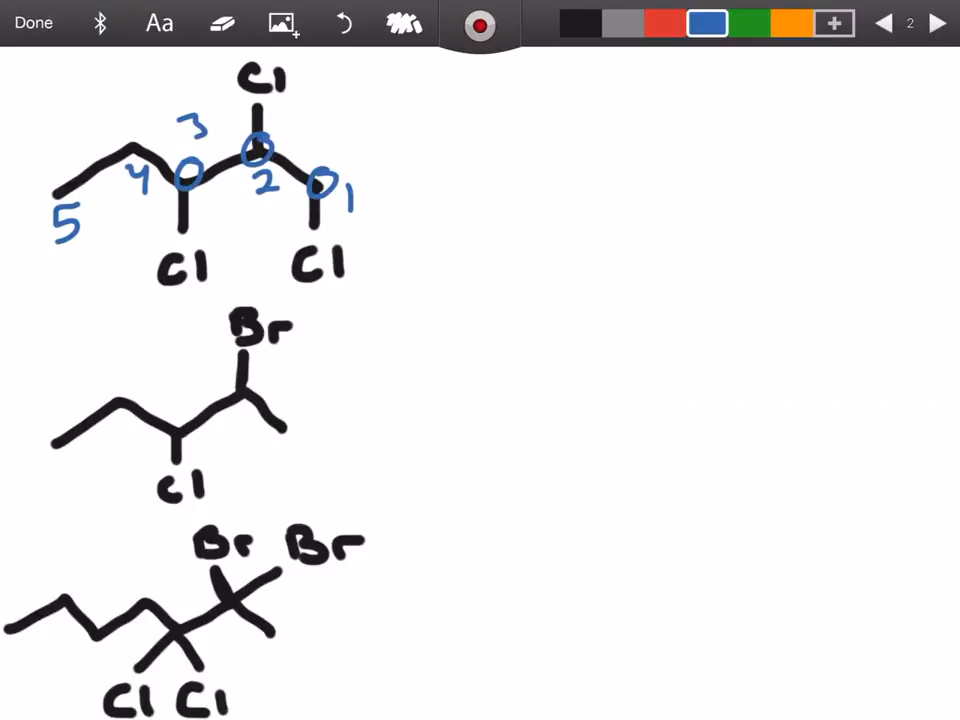 Done Aa 2
Cl
3
4 2 1
5
Cl Cl
Br
Cl
Br Br
Cl Cl